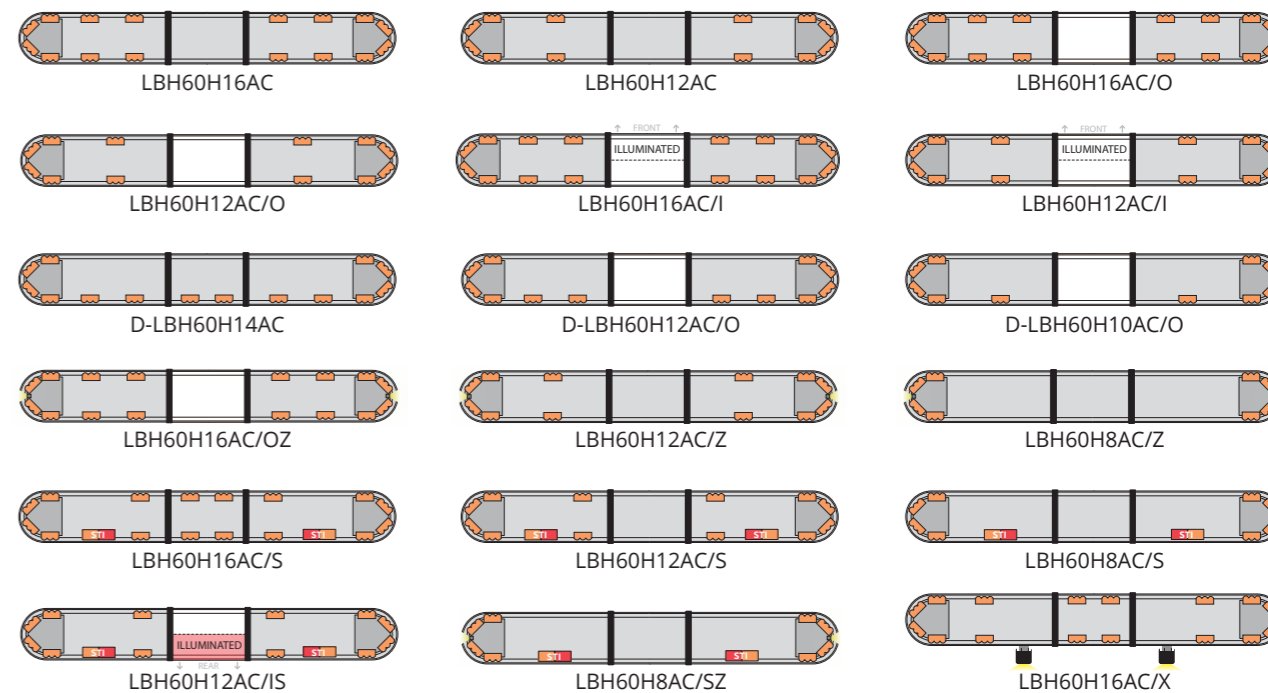 LBH60H16AC
LBH60H12AC
LBH60H16AC/O
FRONT
ILLUMINATED
FRONT
ILLUMINATED
LBH60H12AC/O
LBH60H16AC/I
LBH60H12AC/I
D-LBH60H14AC
D-LBH60H12AC/O
D-LBH60H10AC/O
LBH60H16AC/OZ
LBH60H12AC/Z
LBH60H8AC/Z
STI
STI
STI
STI
STI
STI
LBH60H16AC/S
LBH60H12AC/S
LBH60H8AC/S
STI
ILLUMINATED
STI
STI
STI
REAR
LBH60H12AC/IS
LBH60H8AC/SZ
LBH60H16AC/X